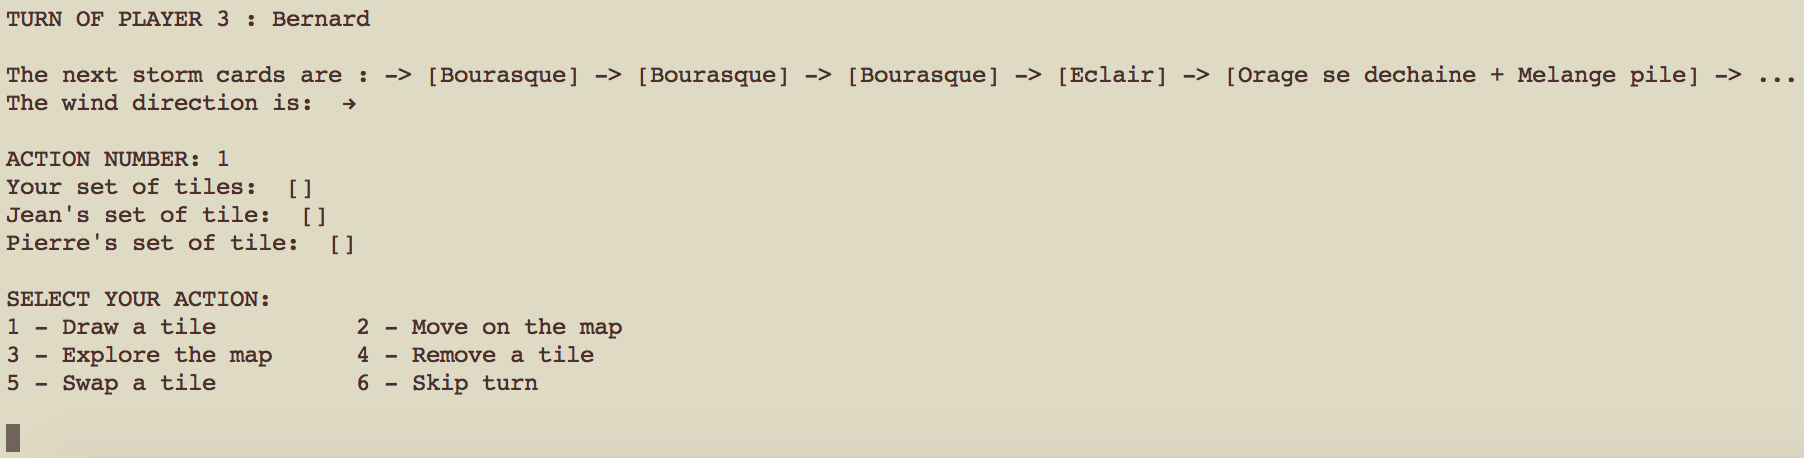 TURN OF PLAYER 3 : Bernard
The next storm cards are : -> [Bourasque] -> [Bourasque] -> [Bourasque] -> [Eclair] -> [Orage se dechaine + Melange pile] -> ...
The wind direction is:  →
ACTION NUMBER: 1
Your set of tiles:  []
Jean's set of tile:  []
Pierre's set of tile:  []
SELECT YOUR ACTION:
1 - Draw a tile          2 - Move on the map
3 - Explore the map      4 - Remove a tile
5 - Swap a tile          6 - Skip turn